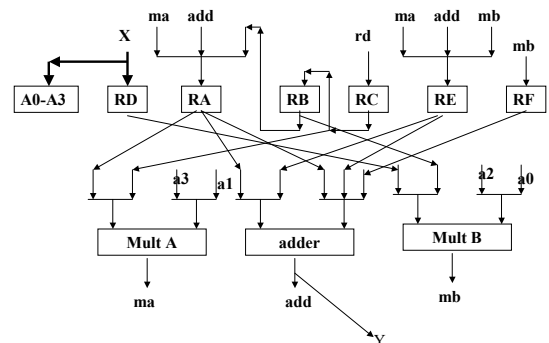 ma add
ma add mb
X
rd
mb
A0-A3 RD RA RB RC RE RF
a3 a1 a2 a0
Mult A adder Mult B
ma add mb
Y